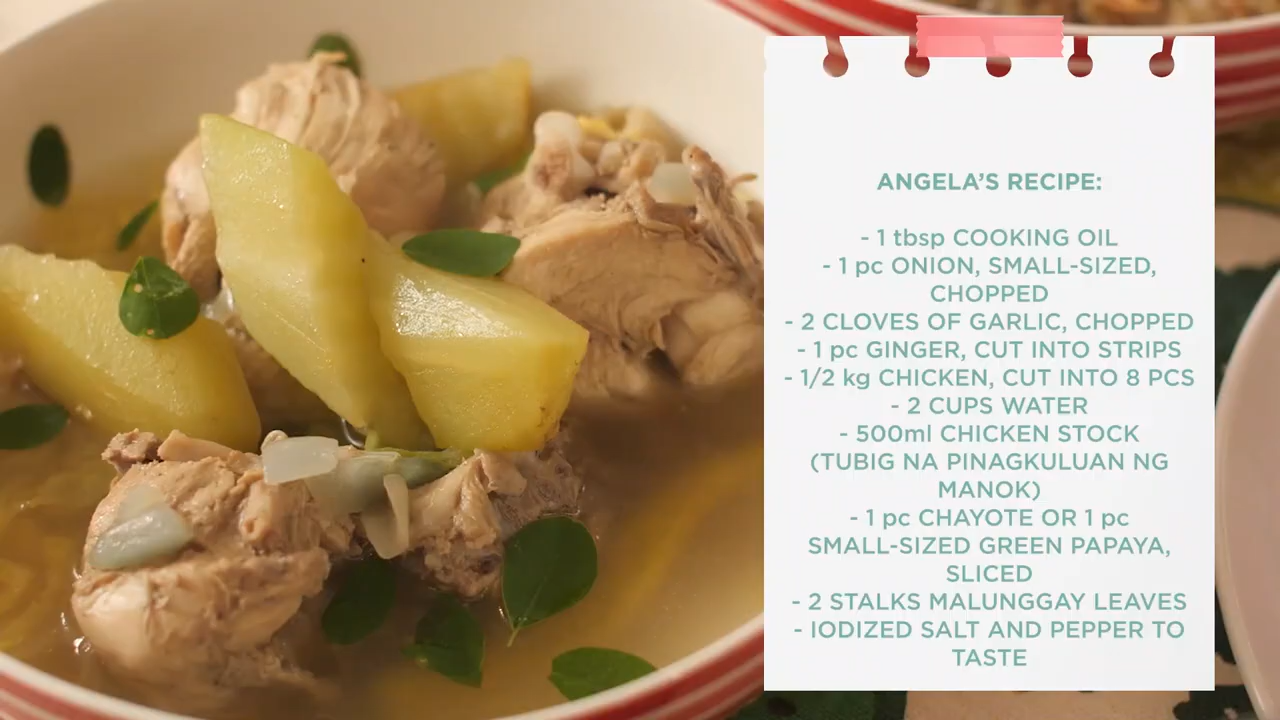 ANGELA'S RECIPE:
- 1 tbsp COOKING OIL
- 1 pc ONION, SMALL-SIZED,
CHOPPED
- 2 CLOVES OF GARLIC, CHOPPED
- 1 pc GINGER, CUT INTO STRIPS
- 1/2 kg CHICKEN, CUT INTO 8 PCS
- 2 CUPS WATER
- 500ml CHICKEN STOCK
(TUBIG NA PINAGKULUAN NG
MANOK)
- 1 pc CHAYOTE OR 1 pc
SMALL-SIZED GREEN PAPAYA,
SLICED
- 2 STALKS MALUNGGAY LEAVES
- IODIZED SALT AND PEPPER TO
TASTE